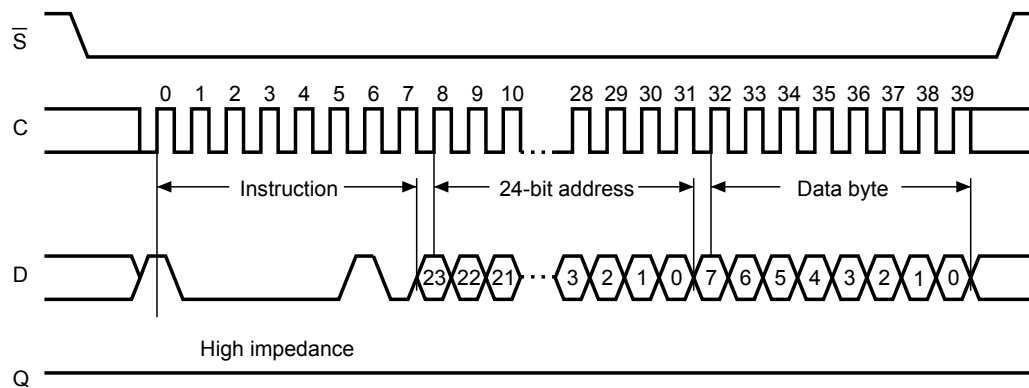 S
0 1 2 3 4 5 6 7 8 9 10 28 29 30 31 32 33 34 35 36 37 38 39
C
Instruction 24-bit address Data byte
D 23 22 21 3 2 1 0 7 6 5 4 3 2 1 0
High impedance
Q